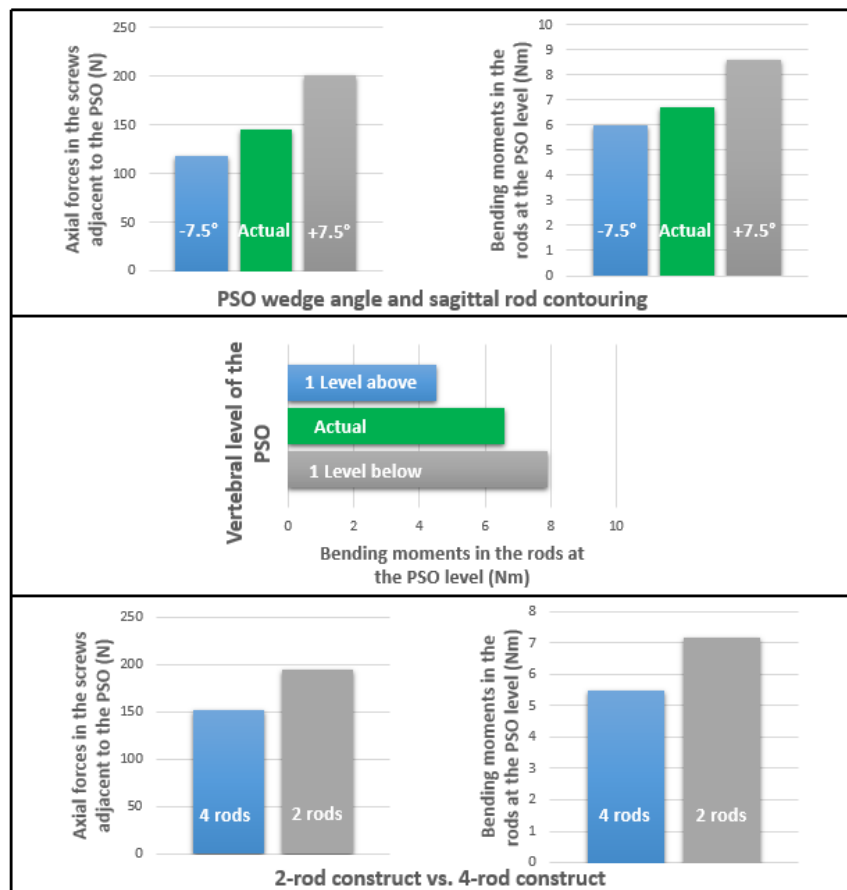 Axial forces in the screws
adjacent to the PSO (N)
250
200
150
100
50
0
-7.5°
Actual
+7.5°
Bending moments in the
rods at the PSO level (Nm)
10
9
8
7
6
5
4
3
2
1
0
-7.5°
Actual
+7.5°
PSO wedge angle and sagittal rod contouring
Vertebral level of the
PSO
1 Level above
Actual
1 Level below
0 2 4 6 8 10
Bending moments in the rods at
the PSO level (Nm)
Axial forces in the screws
adjacent to the PSO (N)
250
200
150
100
50
0
4 rods
2 rods
Bending moments in the
rods at the PSO level (Nm)
8
7
6
5
4
3
2
1
0
4 rods
2 rods
2-rod construct vs. 4-rod construct